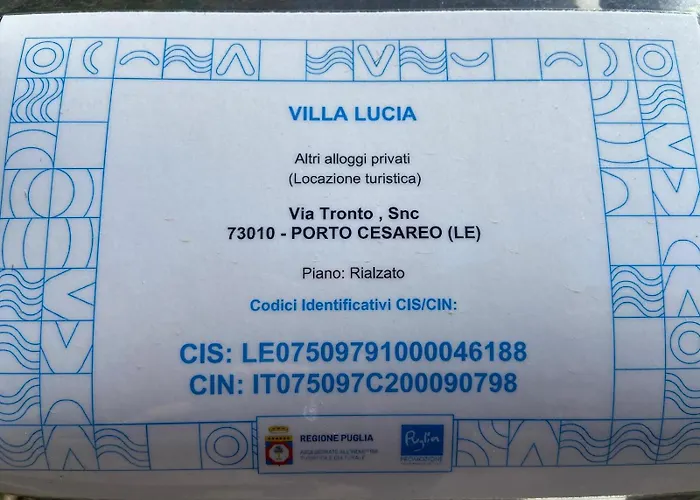 VILLA LUCIA
Altri alloggi privati
(Locazione turistica)
Via Tronto , Snc
73010 - PORTO CESAREO (LE)
Piano: Rialzato
Codici Identificativi CIS/CIN:
CIS: LE07509791000046188
CIN: IT075097C200090798
REGIONE PUGLIA
Puglia